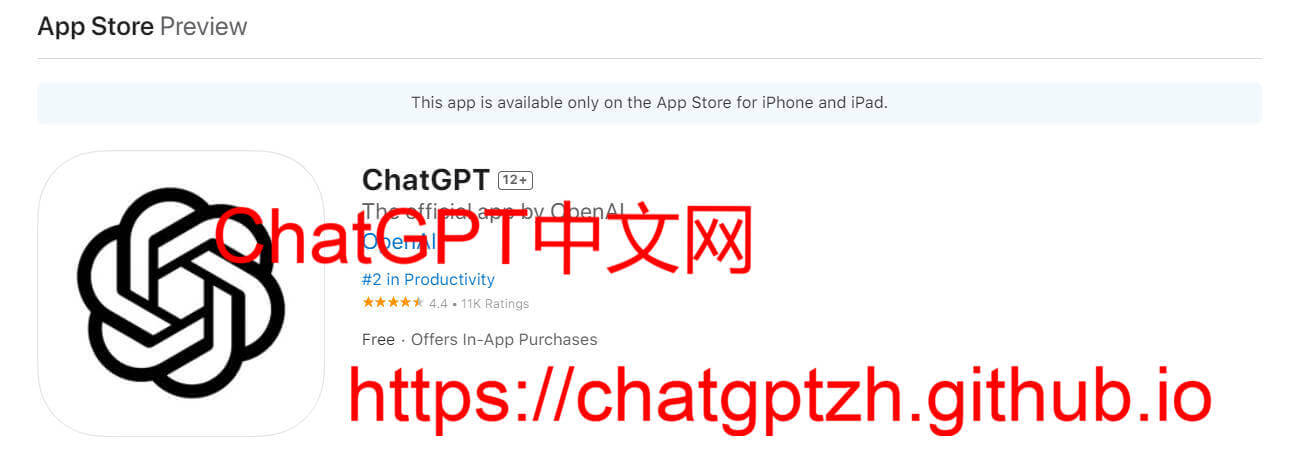 App Store Preview
This app is available only on the App Store for iPhone and iPad.
ChatGPT 12+
The official app by OpenAI
ChatGPT中文网
OpenAI
#2 in Productivity
4.4 • 11K Ratings
Free · Offers In-App Purchases
https://chatgptzh.github.io